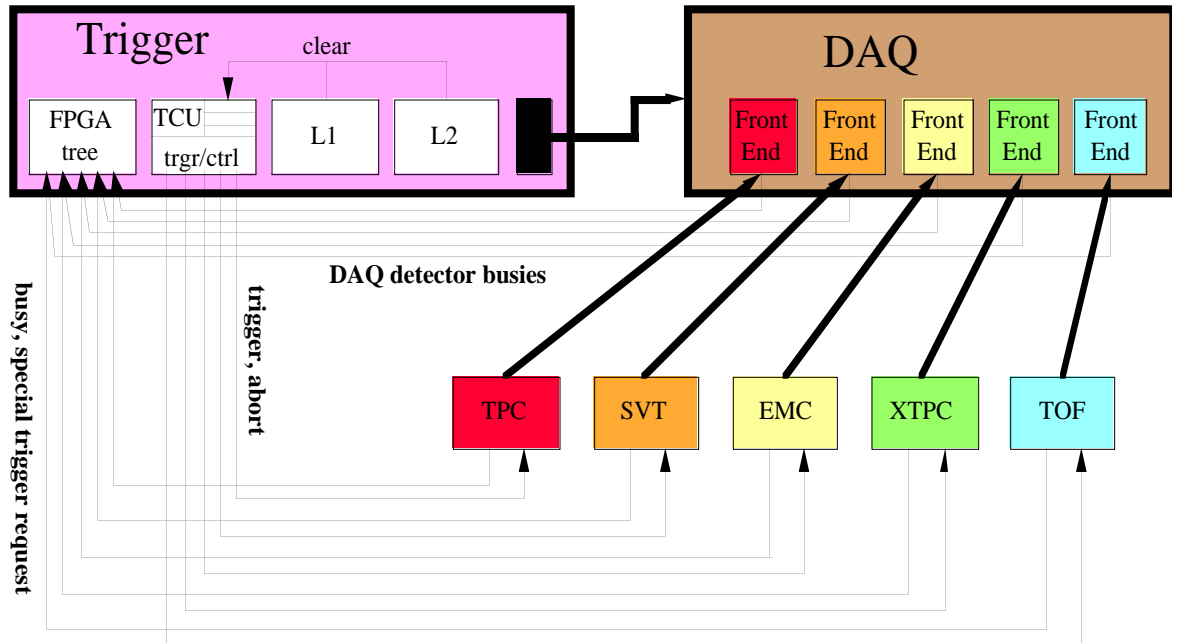 Trigger
clear
DAQ
FPGA
tree
TCU
trgr/ctrl
L1
L2
Front
End
Front
End
Front
End
Front
End
Front
End
DAQ detector busies
busy, special trigger request
trigger, abort
TPC
SVT
EMC
XTPC
TOF